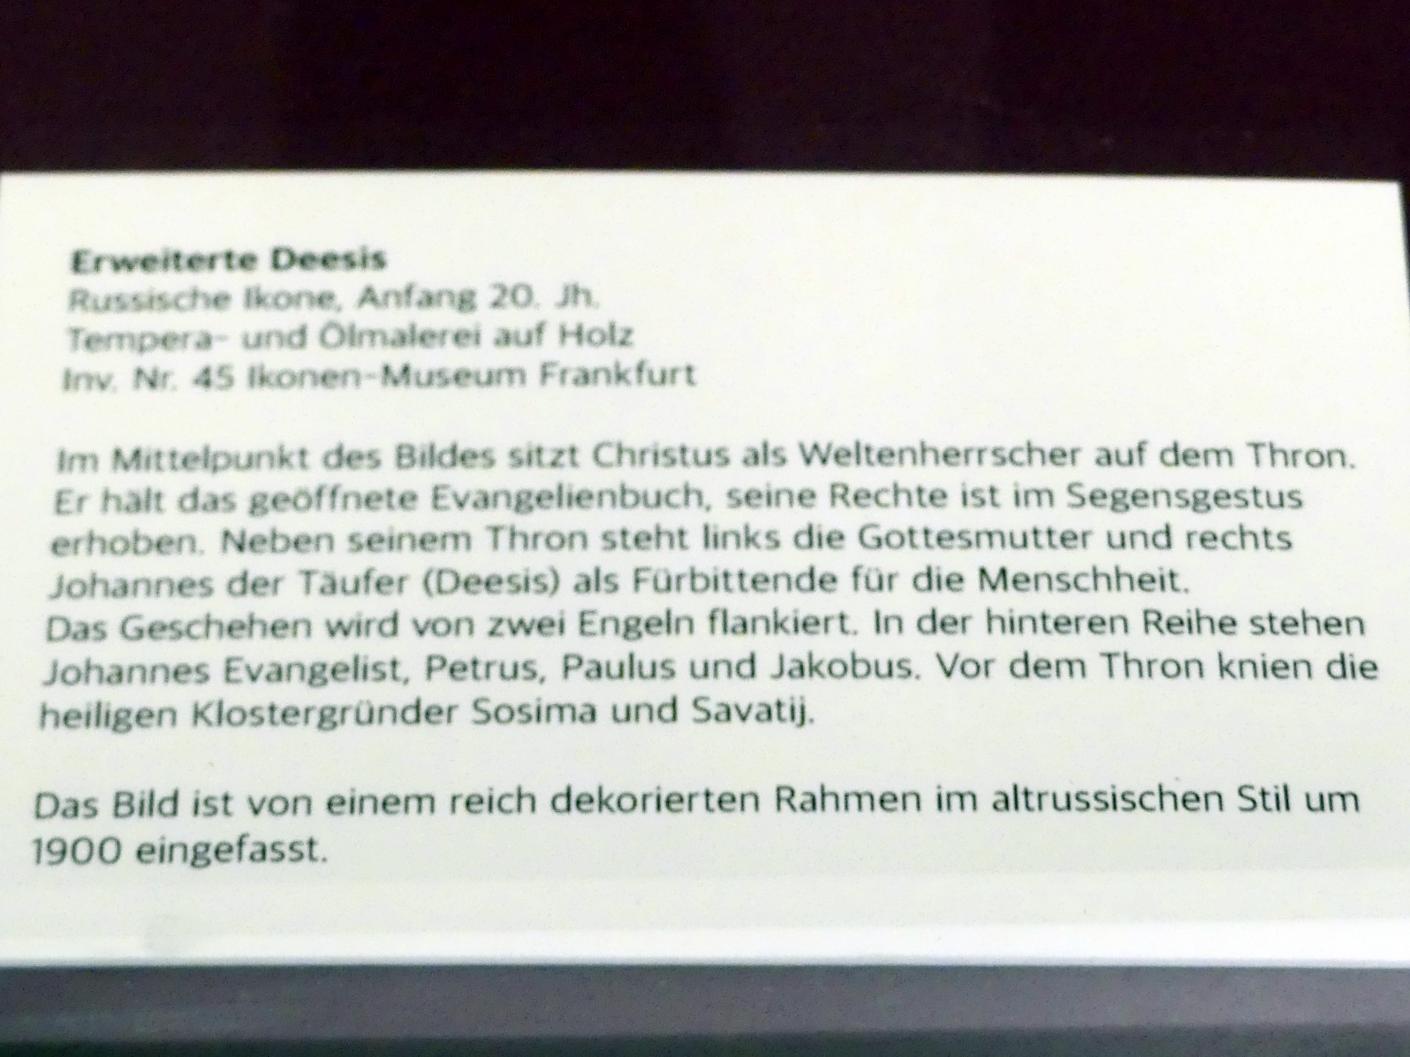 Erweiterte Deesis
Russische Ikone, Anfang 20. Jh.
Tempera- und Ölmalerei auf Holz
Inv. Nr. 45 Ikonen-Museum Frankfurt
Im Mittelpunkt des Bildes sitzt Christus als Weltenherrscher auf dem Thron.
Er hält das geöffnete Evangelienbuch, seine Rechte ist im Segensgestus
erhoben. Neben seinem Thron steht links die Gottesmutter und rechts
Johannes der Täufer (Deesis) als Fürbittende für die Menschheit.
Das Geschehen wird von zwei Engeln flankiert. In der hinteren Reihe stehen
Johannes Evangelist, Petrus, Paulus und Jakobus. Vor dem Thron knien die
heiligen Klostergründer Sosima und Savatij.
Das Bild ist von einem reich dekorierten Rahmen im altrussischen Stil um
1900 eingefasst.